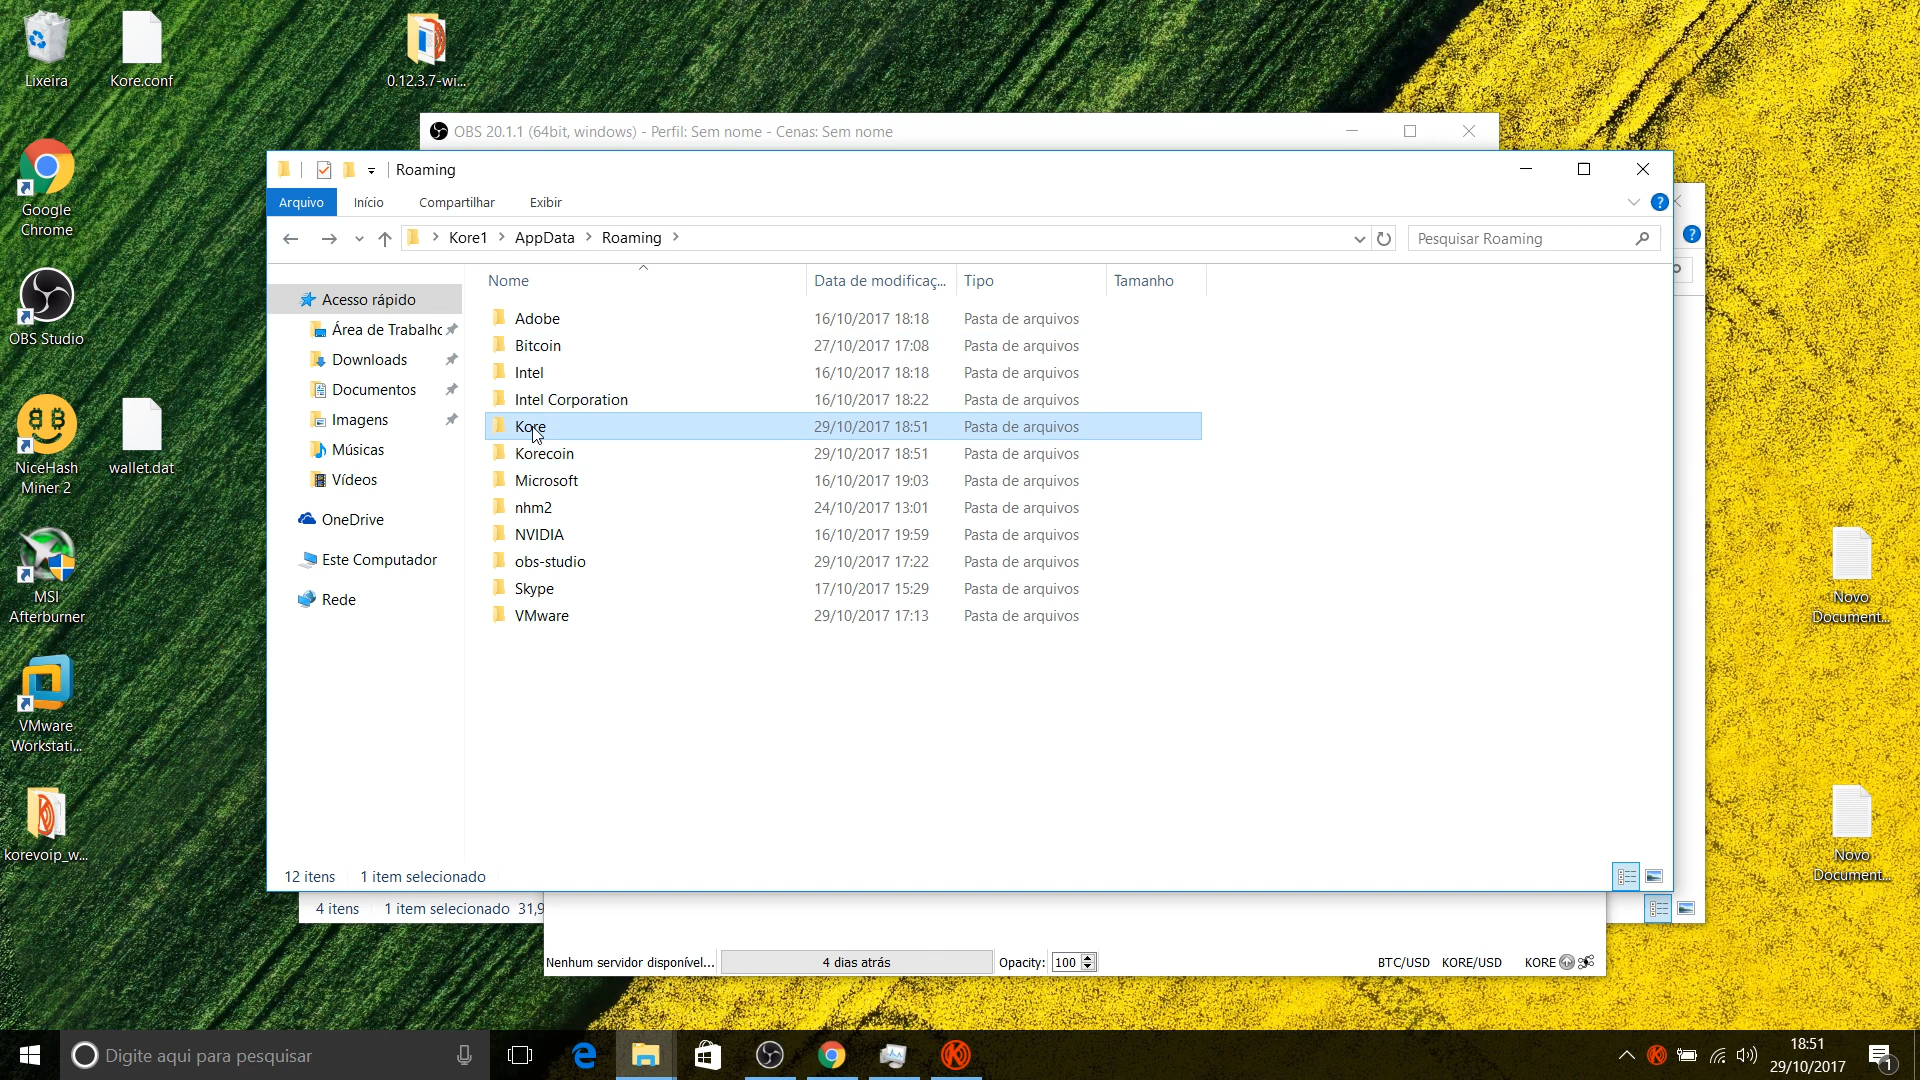 Lixeira
Kore.conf
0.12.3.7-wi...
Google
Chrome
OBS Studio
NiceHash
Miner 2
wallet.dat
MSI
Afterburner
VMware
Workstati...
korevoip_w...
OBS 20.1.1 (64bit, windows) - Perfil: Sem nome - Cenas: Sem nome
Roaming
Arquivo
Início
Compartilhar
Exibir
Kore1
AppData
Roaming
Pesquisar Roaming
Acesso rápido
Área de Trabalho
Downloads
Documentos
Imagens
Músicas
Vídeos
OneDrive
Este Computador
Rede
Nome
Data de modificaç...
Tipo
Tamanho
Adobe 16/10/2017 18:18 Pasta de arquivos
Bitcoin 27/10/2017 17:08 Pasta de arquivos
Intel 16/10/2017 18:18 Pasta de arquivos
Intel Corporation 16/10/2017 18:22 Pasta de arquivos
Kore 29/10/2017 18:51 Pasta de arquivos
Korecoin 29/10/2017 18:51 Pasta de arquivos
Microsoft 16/10/2017 19:03 Pasta de arquivos
nhm2 24/10/2017 13:01 Pasta de arquivos
NVIDIA 16/10/2017 19:59 Pasta de arquivos
obs-studio 29/10/2017 17:22 Pasta de arquivos
Skype 17/10/2017 15:29 Pasta de arquivos
VMware 29/10/2017 17:13 Pasta de arquivos
12 itens 1 item selecionado
4 itens 1 item selecionado 31,9
Nenhum servidor disponível... 4 dias atrás Opacity: 100 BTC/USD KORE/USD KORE
Novo
Document...
Novo
Document...
Digite aqui para pesquisar
18:51
29/10/2017
1